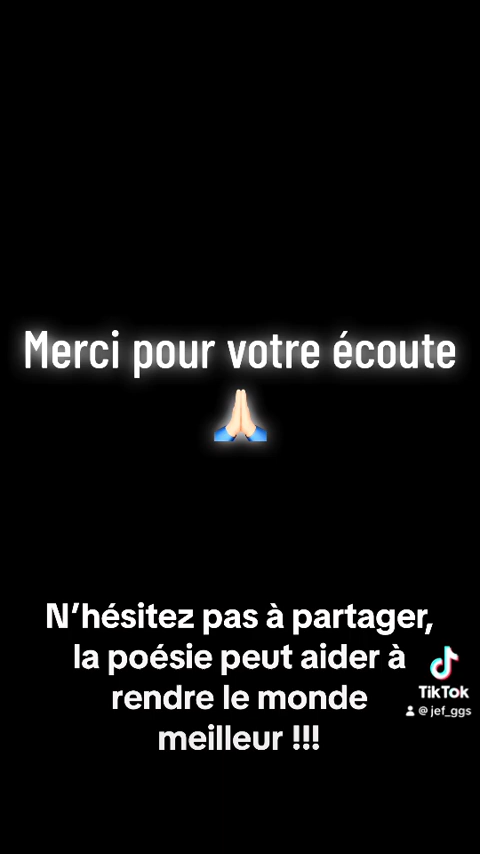 Merci pour votre écoute
🙏🏻
N’hésitez pas à partager,
la poésie peut aider à
rendre le monde
meilleur !!!
TikTok
@jef_ggs